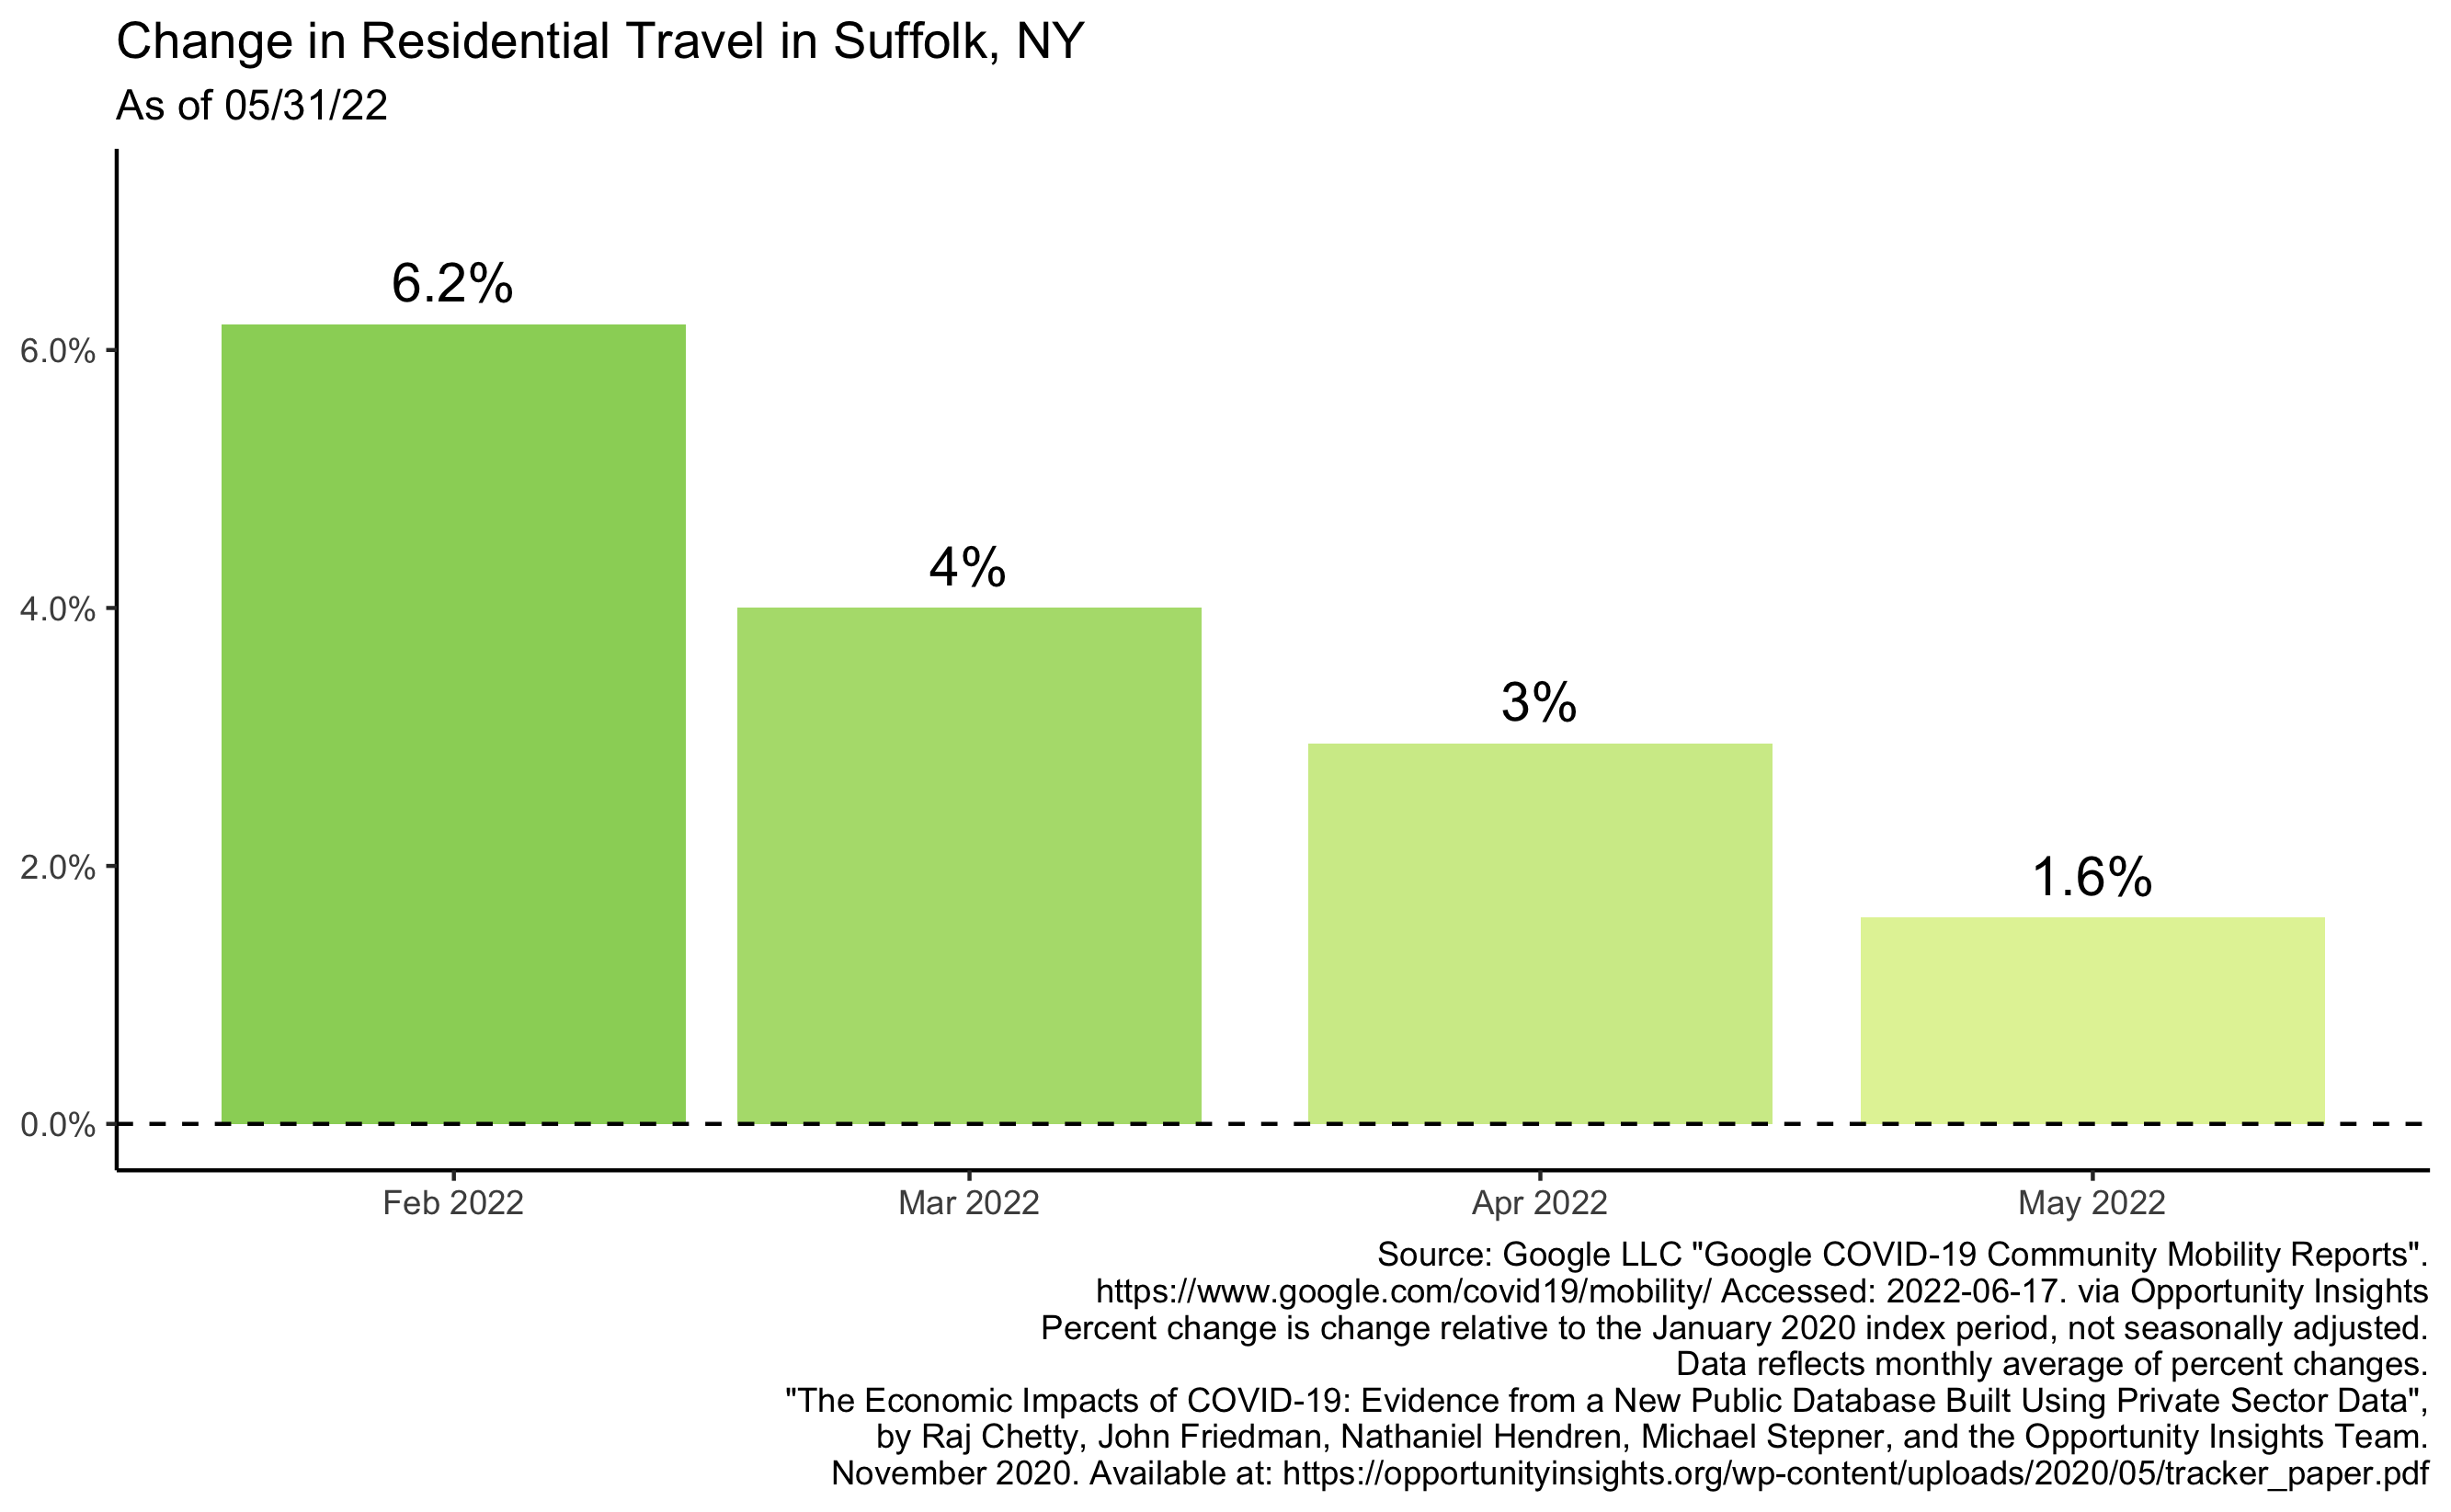 Change in Residential Travel in Suffolk, NY
As of 05/31/22
6.2%
6.0%
4%
4.0%
3%
2.0%
1.6%
0.0%
Feb 2022 Mar 2022 Apr 2022 May 2022
Source: Google LLC "Google COVID-19 Community Mobility Reports".
https://www.google.com/covid19/mobility/ Accessed: 2022-06-17. via Opportunity Insights
Percent change is change relative to the January 2020 index period, not seasonally adjusted.
Data reflects monthly average of percent changes.
"The Economic Impacts of COVID-19: Evidence from a New Public Database Built Using Private Sector Data",
by Raj Chetty, John Friedman, Nathaniel Hendren, Michael Stepner, and the Opportunity Insights Team.
November 2020. Available at: https://opportunityinsights.org/wp-content/uploads/2020/05/tracker_paper.pdf